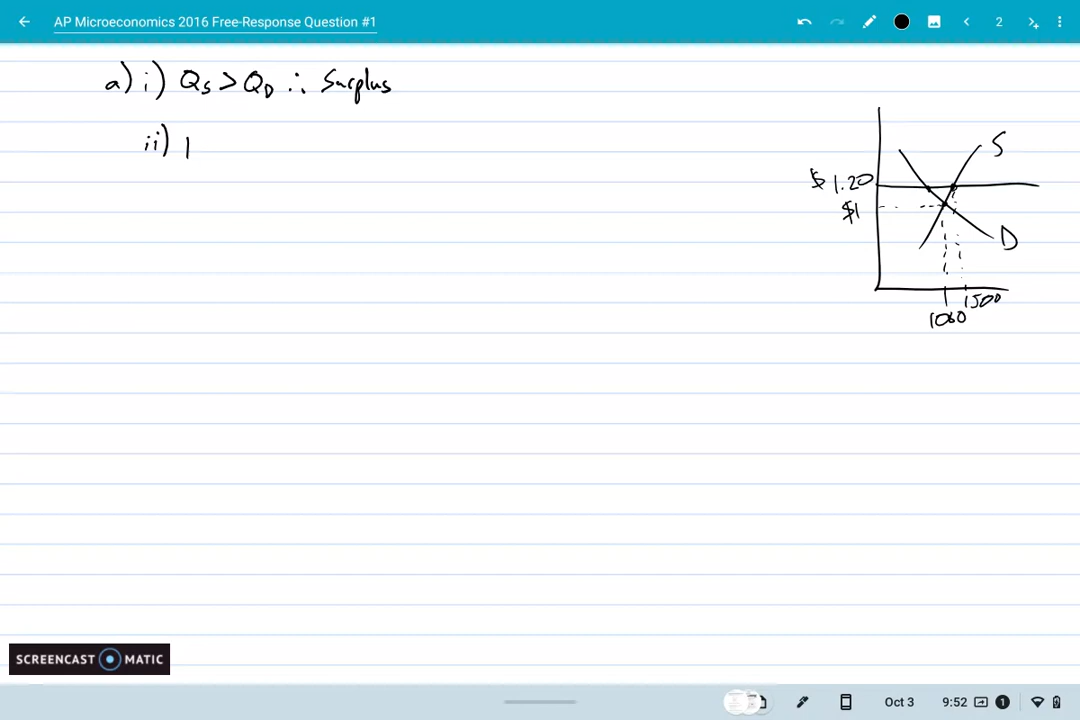 AP Microeconomics 2016 Free-Response Question #1
2
a) i) Qs > QD ∴ Surplus
ii) |
S
$ 1.20
$1
D
1500
1000
SCREENCAST MATIC
Oct 3
9:52
1